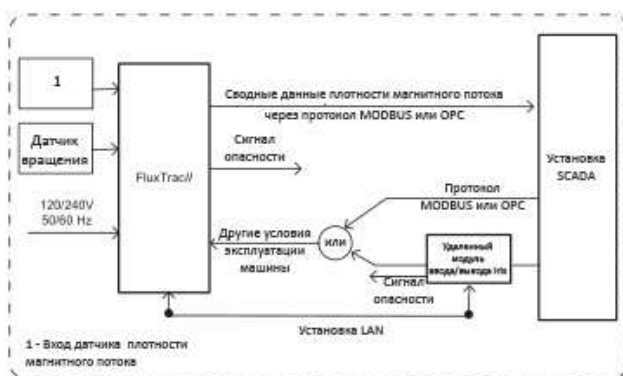 1
Датчик
вращения
120/240V
50/60 Hz
FluxTrac//
Сводные данные плотности магнитного потока
через протокол MODBUS или OPC
Сигнал
опасности
Другие условия
эксплуатации
машины
или
Протокол
MODBUS или OPC
Удаленный
модуль
ввода/вывода Iris
Сигнал
опасности
Установка
SCADA
Установка LAN
1 - Вход датчика плотности
магнитного потока